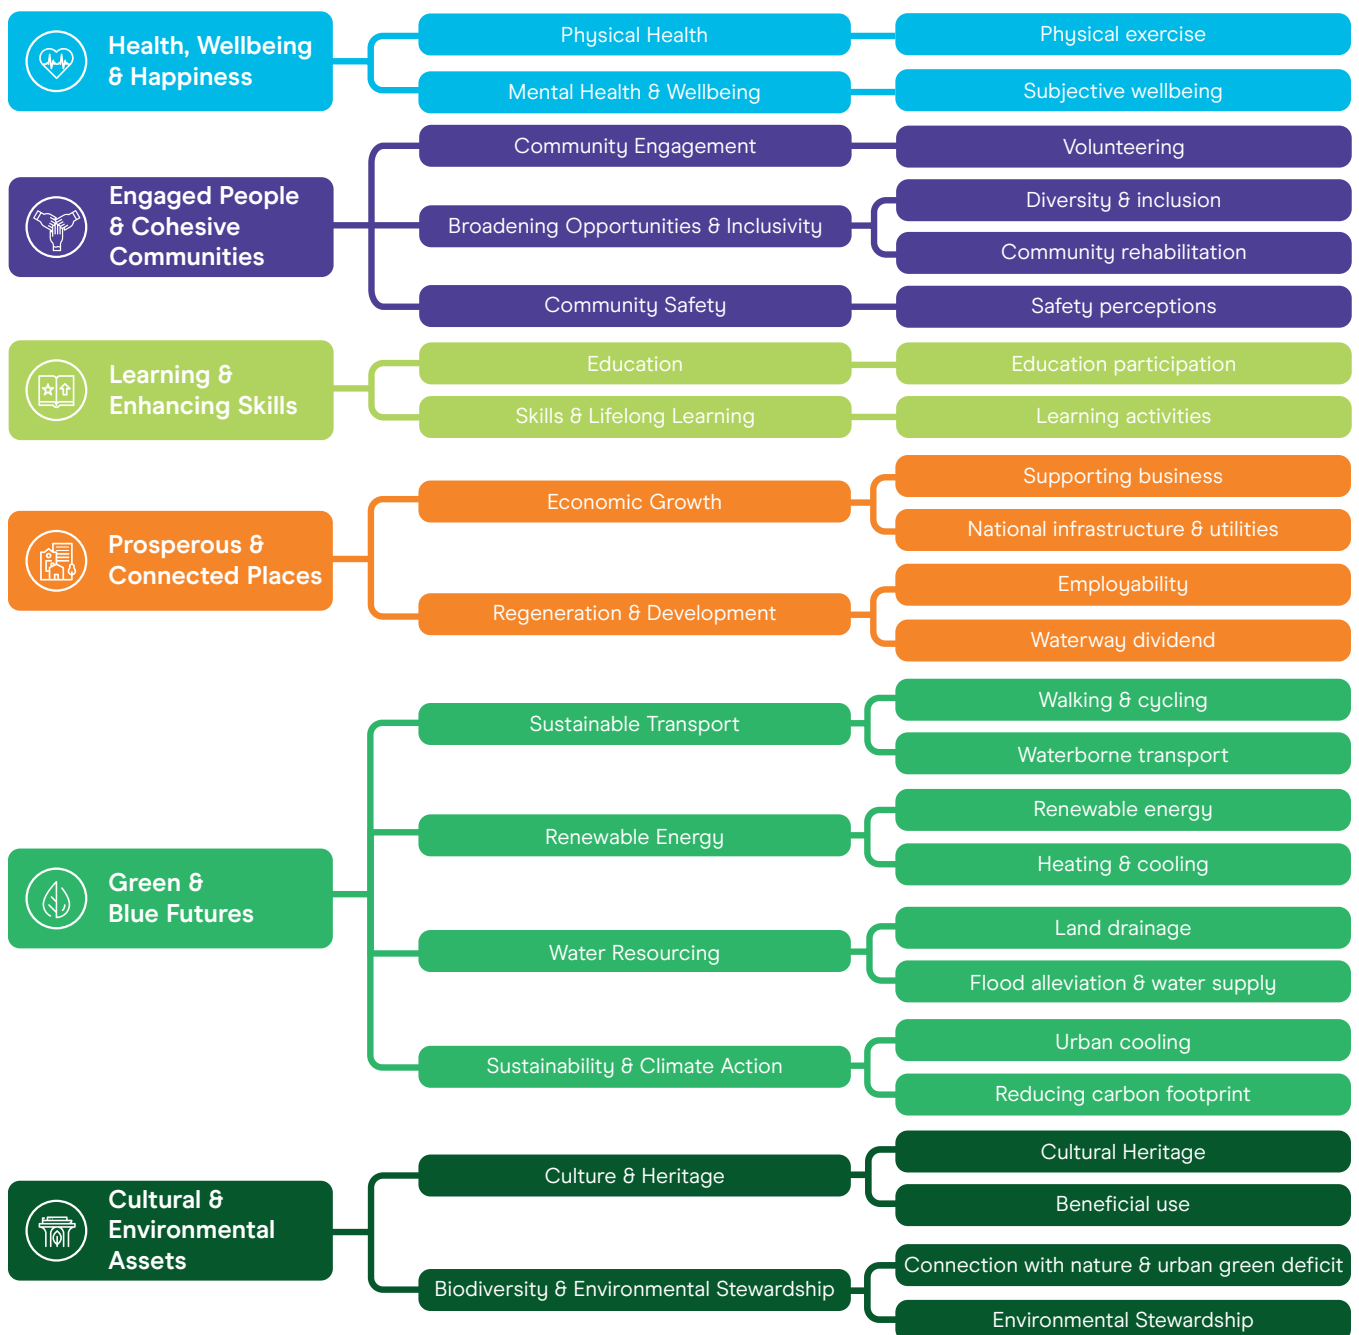 Health, Wellbeing
& Happiness
Physical Health
Physical exercise
Mental Health & Wellbeing
Subjective wellbeing
Engaged People
& Cohesive
Communities
Community Engagement
Volunteering
Broadening Opportunities & Inclusivity
Diversity & inclusion
Community rehabilitation
Community Safety
Safety perceptions
Learning &
Enhancing Skills
Education
Education participation
Skills & Lifelong Learning
Learning activities
Prosperous &
Connected Places
Economic Growth
Supporting business
National infrastructure & utilities
Regeneration & Development
Employability
Waterway dividend
Green &
Blue Futures
Sustainable Transport
Walking & cycling
Waterborne transport
Renewable Energy
Renewable energy
Heating & cooling
Water Resourcing
Land drainage
Flood alleviation & water supply
Sustainability & Climate Action
Urban cooling
Reducing carbon footprint
Cultural &
Environmental
Assets
Culture & Heritage
Cultural Heritage
Beneficial use
Biodiversity & Environmental Stewardship
Connection with nature & urban green deficit
Environmental Stewardship